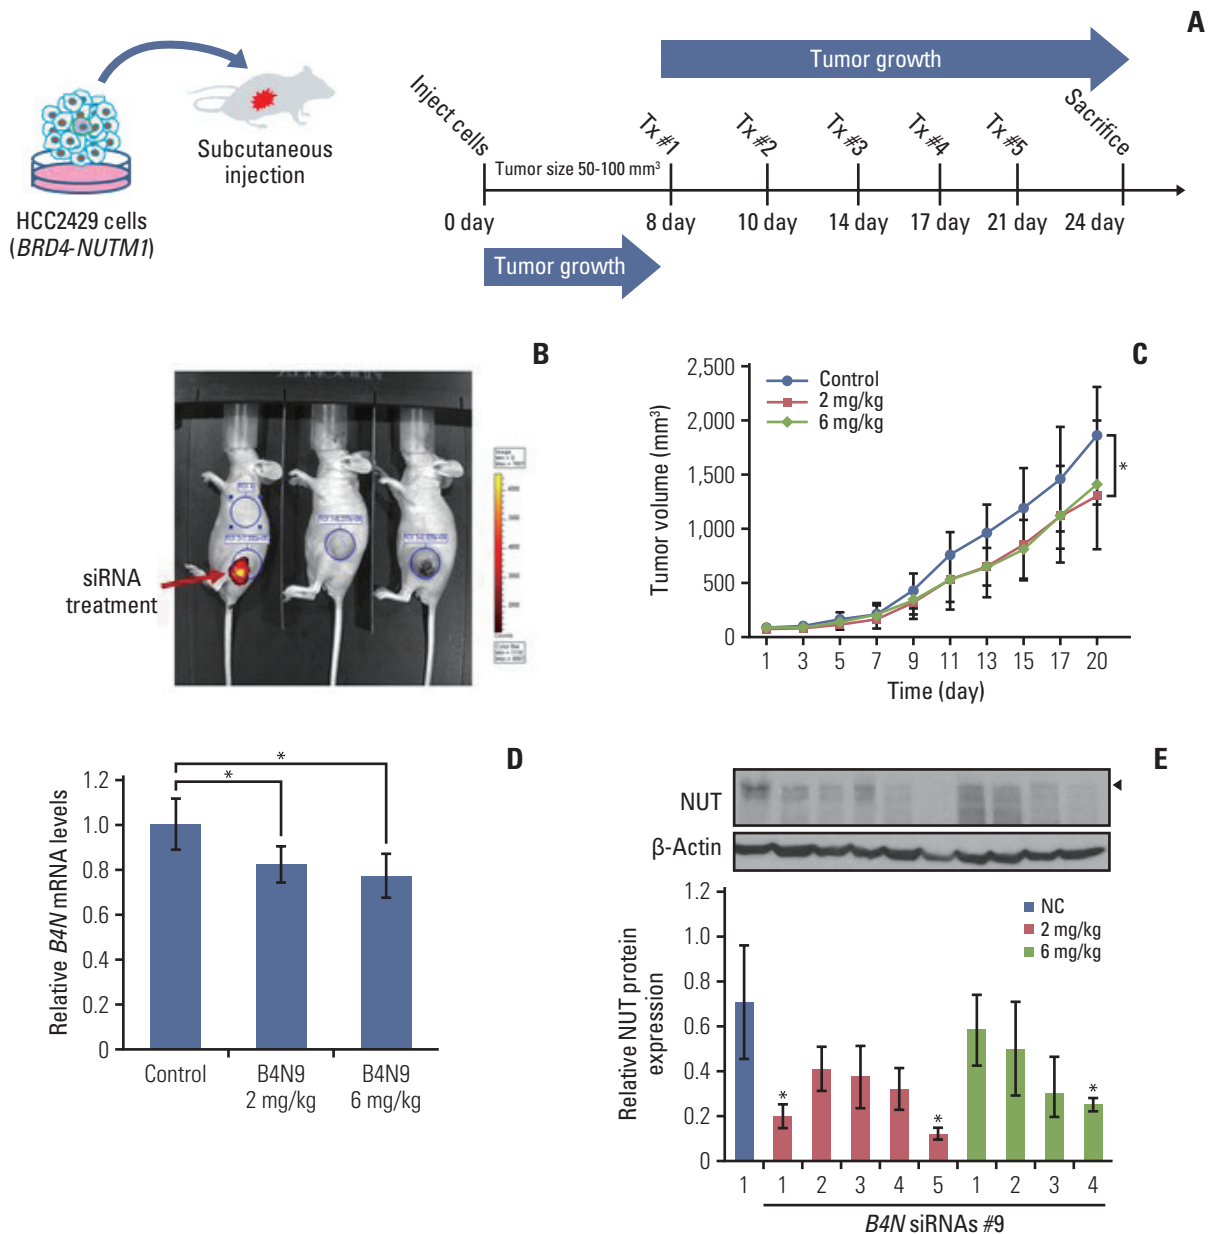 A
Tumor growth
Inject cells
Tx #1
Tx #2
Tx #3
Tx #4
Tx #5
Sacrifice
Tumor size 50-100 mm³
0 day
8 day
10 day
14 day
17 day
21 day
24 day
Tumor growth
Subcutaneous
injection
HCC2429 cells
(BRD4-NUTM1)
B
siRNA
treatment
C
2,500
2,000
1,500
1,000
500
0
Tumor volume (mm³)
Control
2 mg/kg
6 mg/kg
*
1 3 5 7 9 11 13 15 17 20
Time (day)
D
Relative B4N mRNA levels
1.2
1.0
0.8
0.6
0.4
0.2
0
*
*
Control
B4N9
2 mg/kg
B4N9
6 mg/kg
E
NUT
β-Actin
Relative NUT protein
expression
1.2
1.0
0.8
0.6
0.4
0.2
0
NC
2 mg/kg
6 mg/kg
*
*
*
1 1 2 3 4 5 1 2 3 4
B4N siRNAs #9